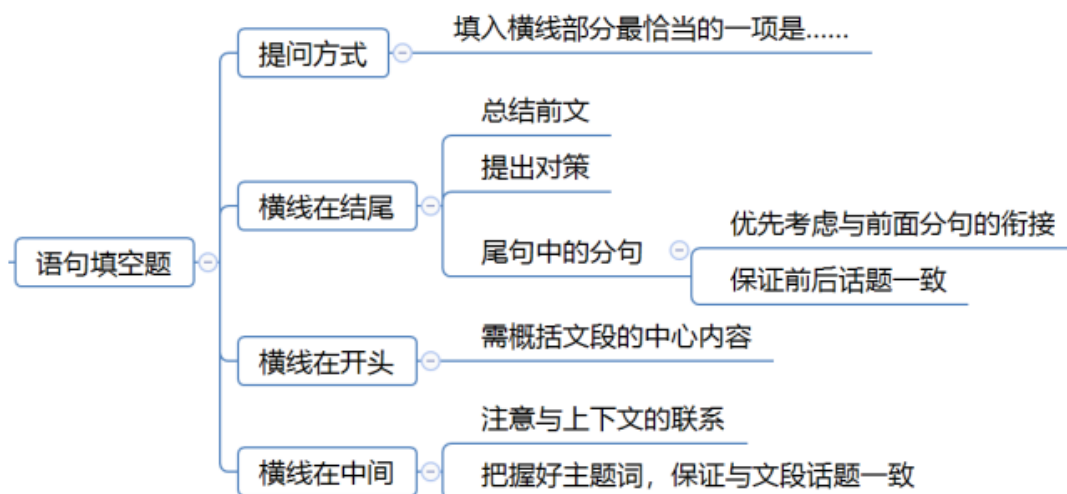 提问方式
填入横线部分最恰当的一项是……
总结前文
提出对策
横线在结尾
优先考虑与前面分句的衔接
尾句中的分句
保证前后话题一致
语句填空题
需概括文段的中心内容
横线在开头
注意与上下文的联系
横线在中间
把握好主题词，保证与文段话题一致